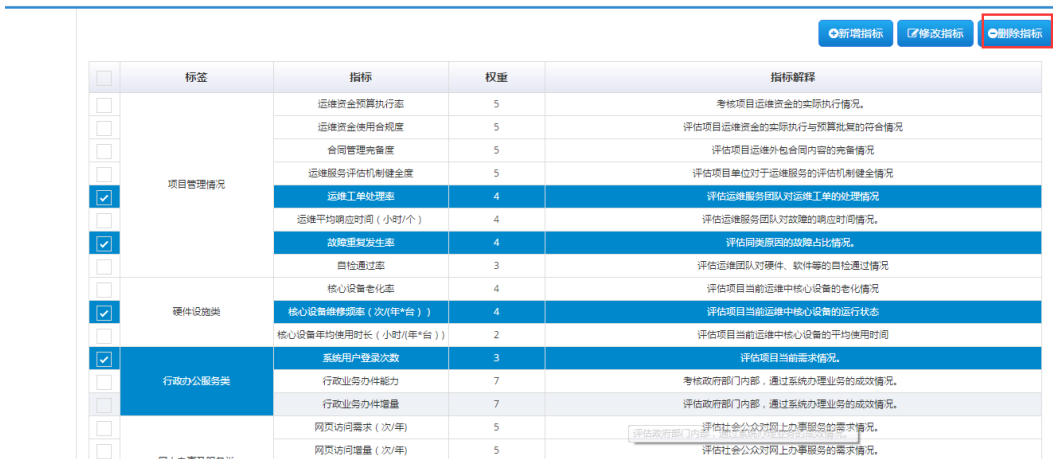 新增指标 修改指标 删除指标
标签 指标 权重 指标解释
运维资金预算执行率 5 考核项目运维资金的实际执行情况。
运维资金使用合规度 5 评估项目运维资金的实际执行与预算批复的符合情况
合同管理完备度 5 评估项目运维外包合同内容的完备情况
运维服务评估机制健全度 5 评估项目单位对于运维服务的评估机制健全情况
项目管理情况
运维工单处理率 4 评估运维服务团队对运维工单的处理情况
运维平均响应时间（小时/个） 4 评估运维服务团队对故障的响应时间情况。
故障重复发生率 4 评估同类原因的故障占比情况。
自检通过率 3 评估运维团队对硬件、软件等的自检通过情况
核心设备老化率 4 评估项目当前运维中核心设备的老化情况
硬件设施类 核心设备维修频率（次/(年*台)） 4 评估项目当前运维中核心设备的运行状态
核心设备年均使用时长（小时/(年*台)） 2 评估项目当前运维中核心设备的平均使用时间
系统用户登录次数 3 评估项目当前需求情况。
行政办公服务类 行政业务办件能力 7 考核政府部门内部，通过系统办理业务的成效情况。
行政业务办件增量 7 评估政府部门内部，通过系统办理业务的成效情况。
网页访问需求（次/年） 5 评估社会公众对网上办事服务的需求情况。
评估政府部门内部，通过系统办理业务的成效情况。
网页访问增量（次/年） 5 评估社会公众对网上办事服务的需求情况。